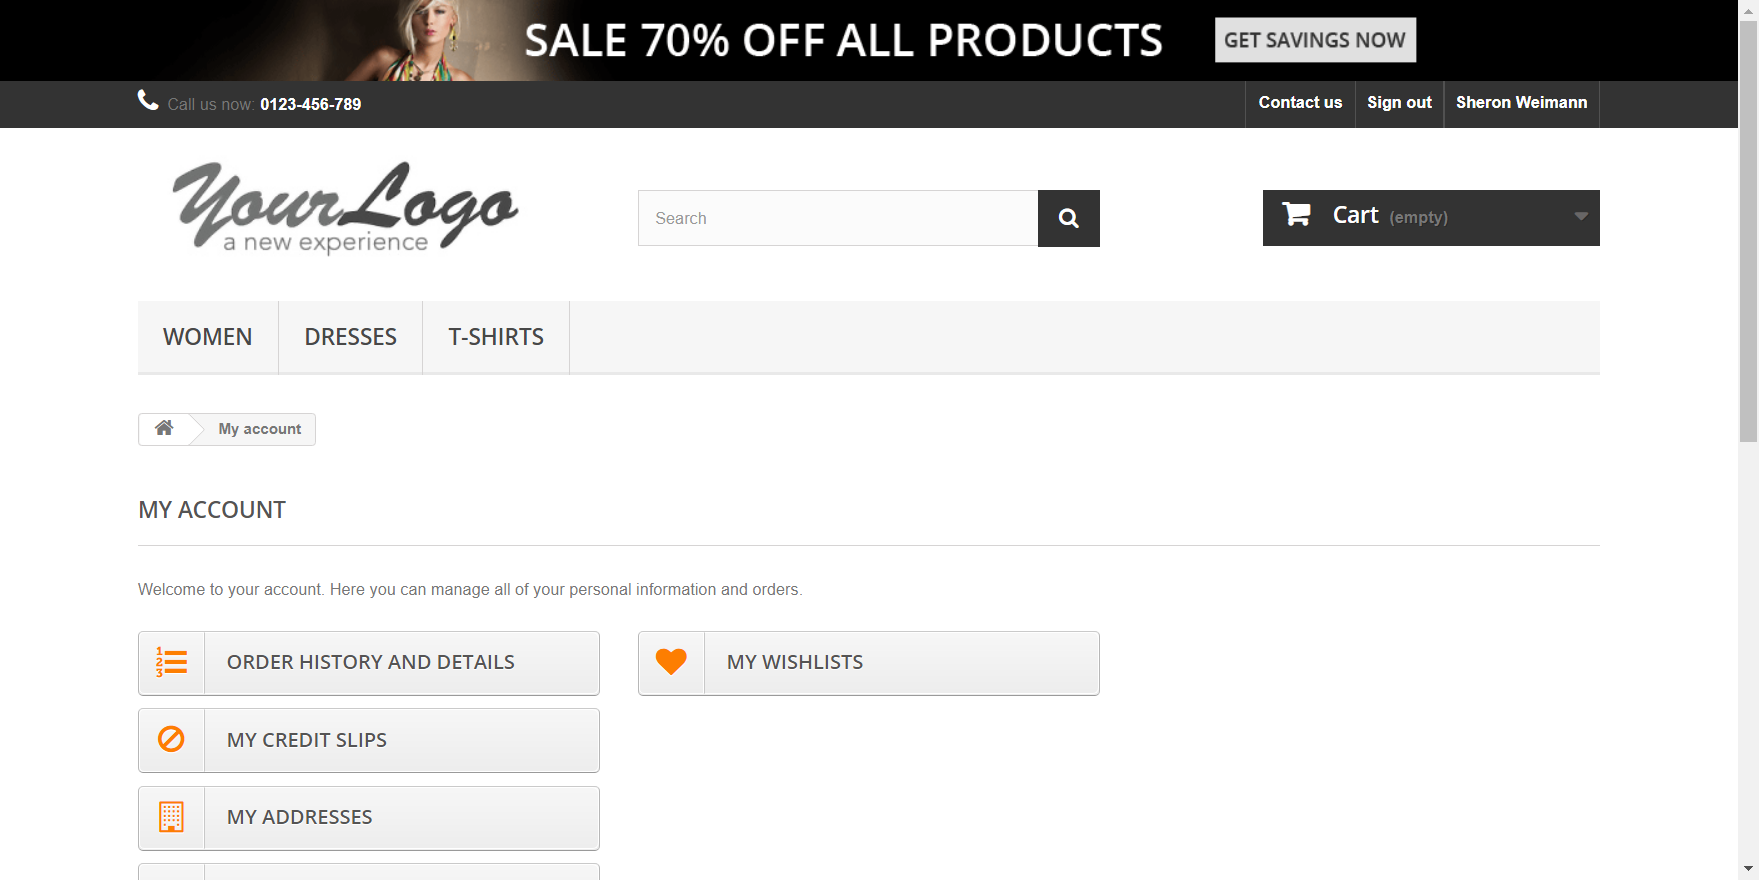 SALE 70% OFF ALL PRODUCTS
GET SAVINGS NOW
Call us now: 0123-456-789
Contact us
Sign out
Sheron Weimann
YourLogo
a new experience
Search
Cart (empty)
WOMEN
DRESSES
T-SHIRTS
My account
MY ACCOUNT
Welcome to your account. Here you can manage all of your personal information and orders.
1
2
3
ORDER HISTORY AND DETAILS
MY WISHLISTS
MY CREDIT SLIPS
MY ADDRESSES